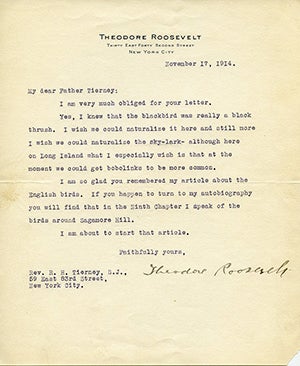 THEODORE ROOSEVELT
THIRTY EAST FORTY SECOND STREET
NEW YORK CITY
November 17, 1914.
My dear Father Tierney:
I am very much obliged for your letter.
Yes, I knew that the blackbird was really a black
thrush. I wish we could naturalize it here and still more
I wish we could naturalize the sky-lark- although here
on Long Island what I especially wish is that at the
moment we could get bobolinks to be more common.
I am so glad you remembered my article about the
English birds. If you happen to turn to my autobiography
you will find that in the Ninth Chapter I speak of the
birds around Sagamore Hill.
I am about to start that article.
Faithfully yours,
Theodore Roosevelt
Rev. R. H. Tierney, D.J.,
59 East 83rd Street,
New York City.